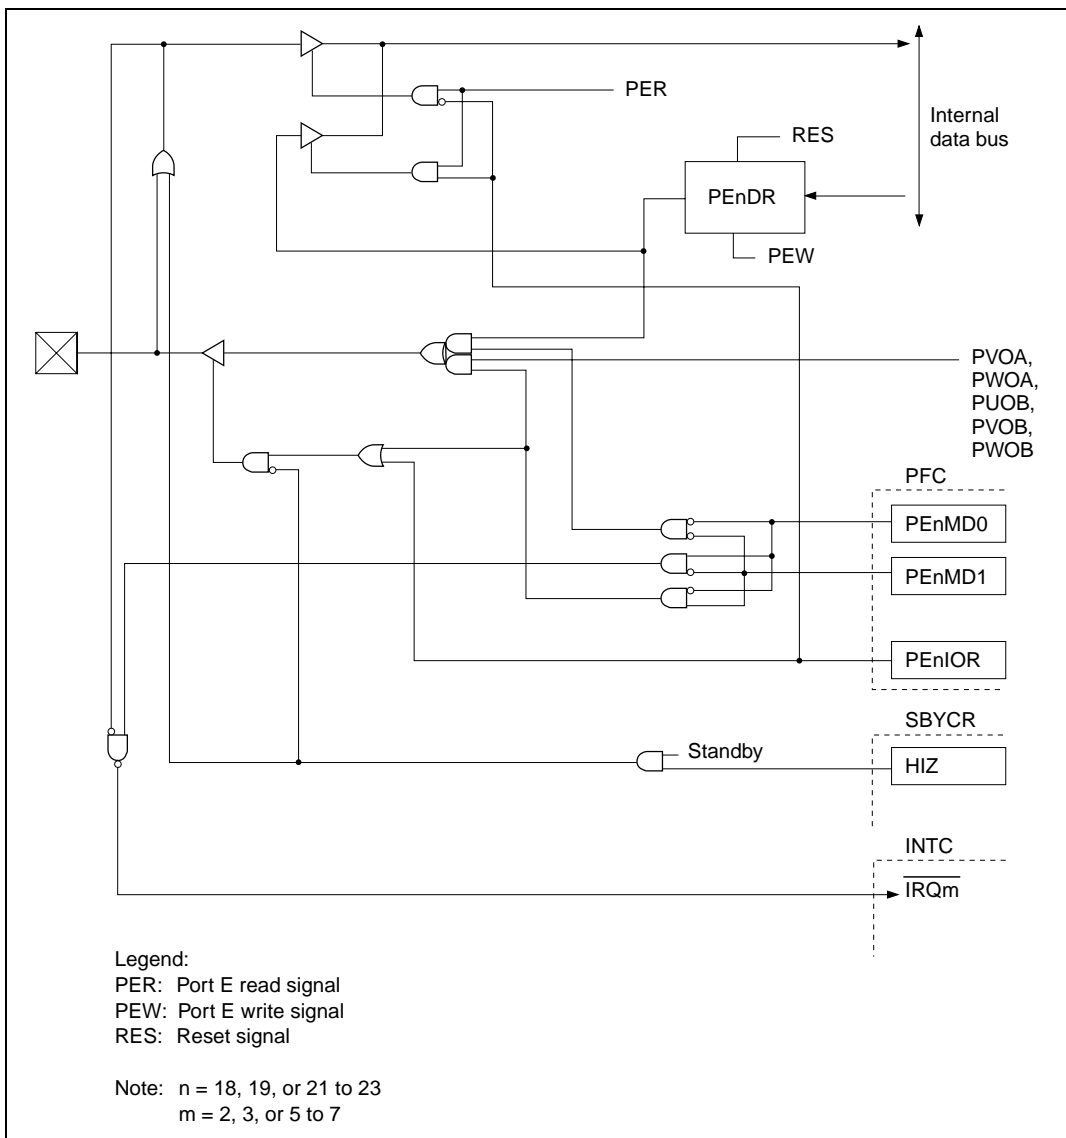 PER
Internal
data bus
RES
PEnDR
PEW
PVOA,
PWOA,
PUOB,
PVOB,
PWOB
PFC
PEnMD0
PEnMD1
PEnIOR
SBYCR
Standby
HIZ
INTC
IRQm
Legend:
PER: Port E read signal
PEW: Port E write signal
RES: Reset signal
Note: n = 18, 19, or 21 to 23
m = 2, 3, or 5 to 7